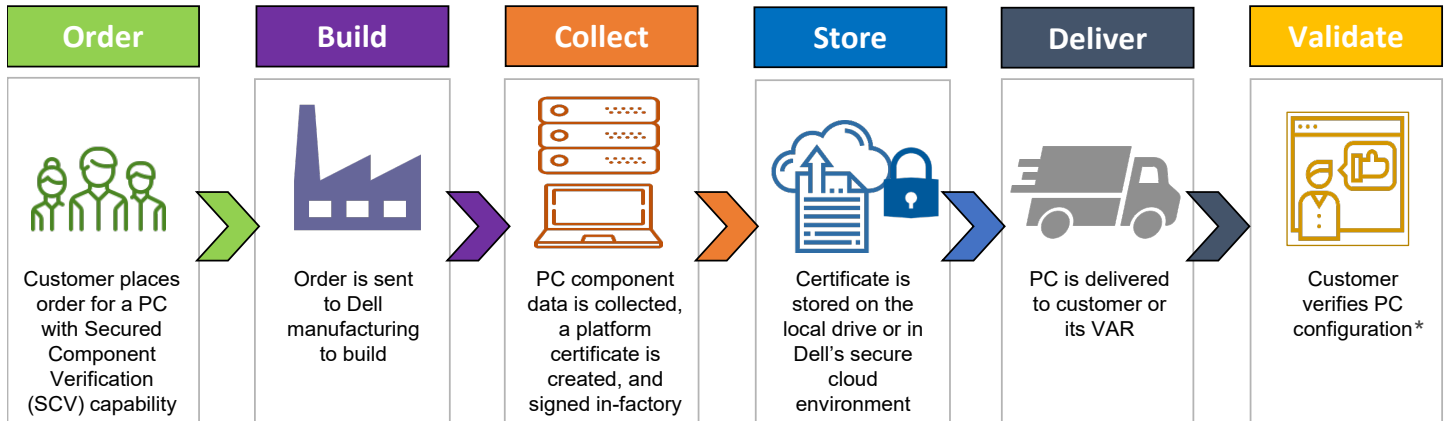 Order
Customer places
order for a PC
with Secured
Component
Verification
(SCV) capability
Build
Order is sent
to Dell
manufacturing
to build
Collect
PC component
data is collected,
a platform
certificate is
created, and
signed in-factory
Store
Certificate is
stored on the
local drive or in
Dell’s secure
cloud
environment
Deliver
PC is delivered
to customer or
its VAR
Validate
Customer
verifies PC
configuration*